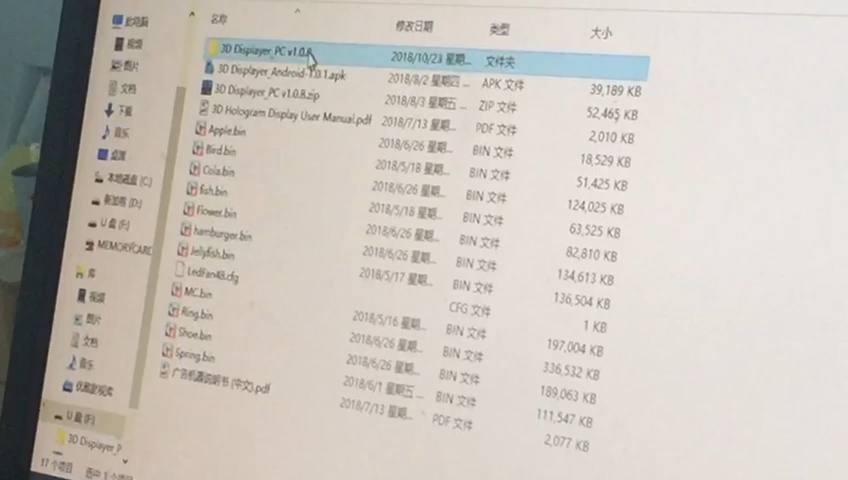 此电脑
视频
图片
文档
下载
音乐
桌面
本地磁盘 (C:)
新加卷 (D:)
U 盘 (F:)
MEMORYCARD
库
视频
图片
文档
音乐
U 盘 (F:)
3D Displayer_P
17 个项目
名称 修改日期 类型 大小
3D Displayer_PC v1.0.8 2018/10/23 星期... 文件夹
3D Displayer_Android-1.0.1.apk 2018/8/2 星期四 ... APK 文件 39,189 KB
3D Displayer_PC v1.0.8.zip 2018/8/3 星期五 ... ZIP 文件 52,465 KB
3D Hologram Display User Manual.pdf 2018/7/13 星期... PDF 文件 2,010 KB
Apple.bin 2018/6/26 星期... BIN 文件 18,529 KB
Bird.bin 2018/5/18 星期... BIN 文件 51,425 KB
Cola.bin 2018/6/26 星期... BIN 文件 124,025 KB
fish.bin 2018/5/18 星期... BIN 文件 63,525 KB
Flower.bin 2018/6/26 星期... BIN 文件 82,810 KB
hamburger.bin 2018/6/26 星期... BIN 文件 134,613 KB
Jellyfish.bin 2018/5/17 星期... BIN 文件 136,504 KB
LedFan48.cfg CFG 文件 1 KB
MC.bin 2018/5/16 星期... BIN 文件 197,004 KB
Ring.bin 2018/6/26 星期... BIN 文件 336,532 KB
Shoe.bin 2018/6/26 星期... BIN 文件 189,063 KB
Spring.bin 2018/6/1 星期五 ... BIN 文件 111,547 KB
广告机器说明书 (中文).pdf 2018/7/13 星期... PDF 文件 2,077 KB